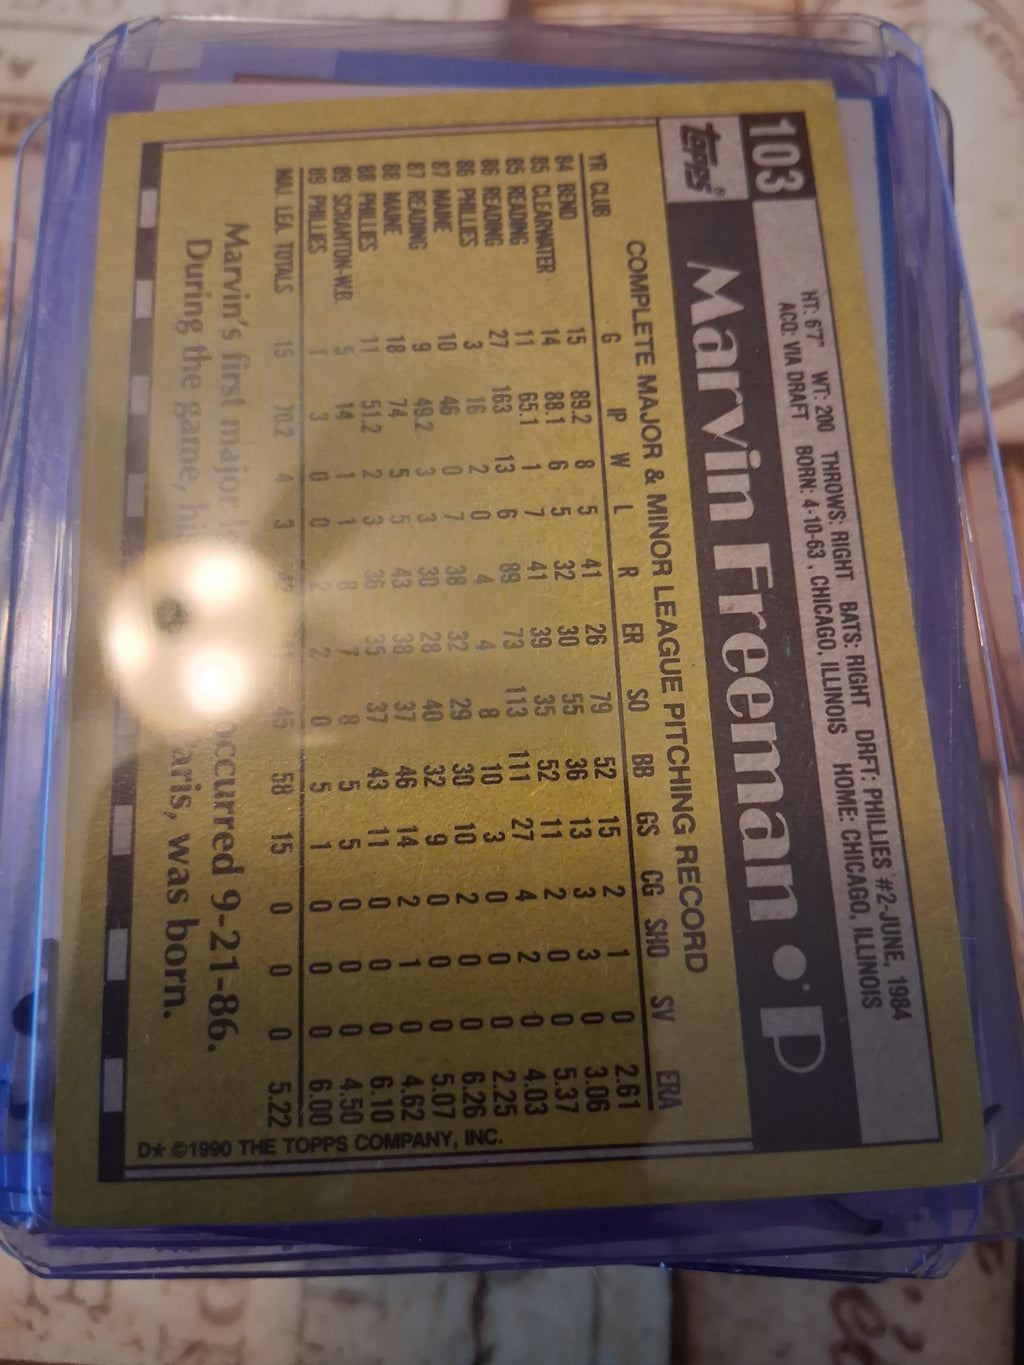 103
HT: 6'7" WT: 200 THROWS: RIGHT BATS: RIGHT DRFT: PHILLIES #2-JUNE, 1984
ACQ: VIA DRAFT BORN: 4-10-63, CHICAGO, ILLINOIS HOME: CHICAGO, ILLINOIS
TOPPS® Marvin Freeman • P
COMPLETE MAJOR & MINOR LEAGUE PITCHING RECORD
YR CLUB G IP W L R ER SO BB GS CG SHO SV ERA
84 BEND 15 89.2 8 5 41 26 79 52 15 2 1 0 2.61
85 CLEARWATER 14 88.1 6 5 32 30 55 36 13 3 3 0 3.06
85 READING 11 65.1 1 7 41 39 35 52 11 2 0 0 5.37
86 READING 27 163 13 6 89 73 113 111 27 4 2 0 4.03
86 PHILLIES 3 16 2 0 4 4 8 10 3 0 0 0 2.25
87 MAINE 10 46 0 7 38 32 29 30 10 2 0 0 6.26
87 READING 9 49.2 3 3 30 28 40 32 9 0 0 0 5.07
88 MAINE 18 74 5 5 43 38 37 46 14 2 1 0 4.62
88 PHILLIES 11 51.2 2 3 36 35 37 43 11 0 0 0 6.10
89 SCRANTON-W.B. 5 14 1 1 8 7 8 5 5 0 0 0 4.50
89 PHILLIES 1 3 0 0 2 2 0 5 1 0 0 0 6.00
MAJ. LEA. TOTALS 15 70.2 4 3 45 58 15 0 0 0 5.22
Marvin's first major occurred 9-21-86.
During the game, was born.
D★ ©1990 THE TOPPS COMPANY, INC.